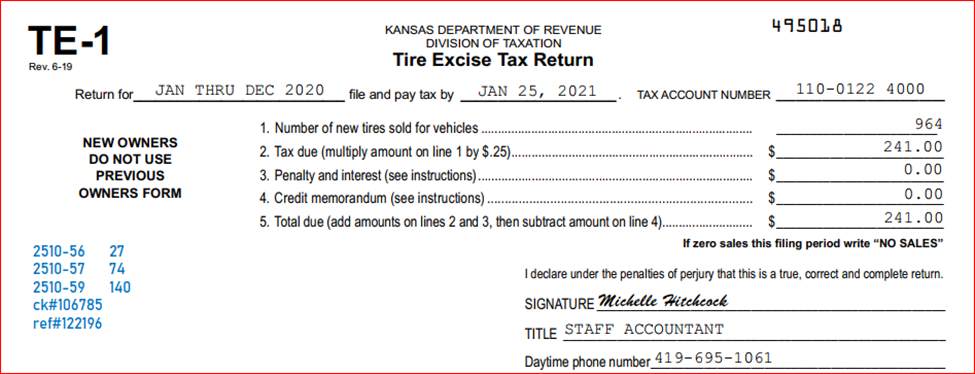 TE-1
Rev. 6-19
KANSAS DEPARTMENT OF REVENUE
DIVISION OF TAXATION
Tire Excise Tax Return
495018
Return for JAN THRU DEC 2020 file and pay tax by JAN 25, 2021. TAX ACCOUNT NUMBER 110-0122 4000
NEW OWNERS
DO NOT USE
PREVIOUS
OWNERS FORM
1. Number of new tires sold for vehicles 964
2. Tax due (multiply amount on line 1 by $.25) $ 241.00
3. Penalty and interest (see instructions) $ 0.00
4. Credit memorandum (see instructions) $ 0.00
5. Total due (add amounts on lines 2 and 3, then subtract amount on line 4) $ 241.00
If zero sales this filing period write “NO SALES”
2510-56 27
2510-57 74
2510-59 140
ck#106785
ref#122196
I declare under the penalties of perjury that this is a true, correct and complete return.
SIGNATURE Michelle Hitchcock
TITLE STAFF ACCOUNTANT
Daytime phone number 419-695-1061